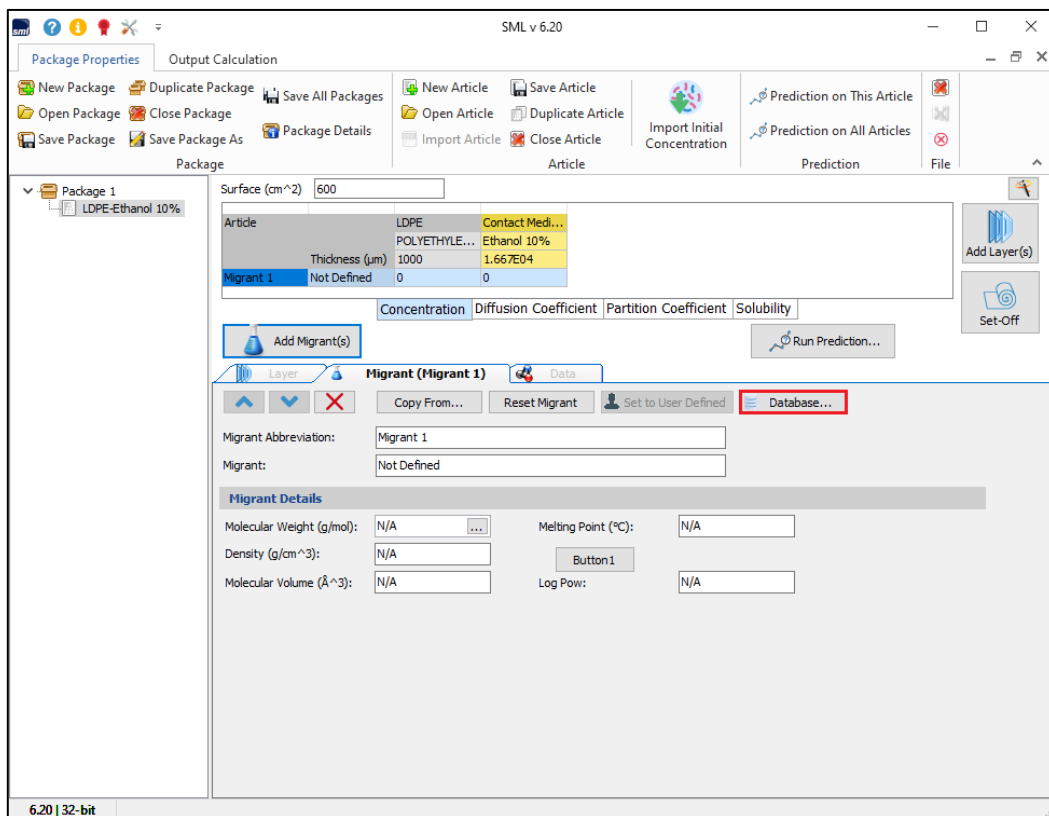 sml SML v 6.20
Package Properties Output Calculation
New Package Duplicate Package Save All Packages New Article Save Article Prediction on This Article
Open Package Close Package Open Article Duplicate Article Import Initial Concentration Prediction on All Articles
Save Package Save Package As Package Details Import Article Close Article
Package Article Prediction File
Package 1
LDPE-Ethanol 10%
Surface (cm^2) 600
Article LDPE Contact Medi...
POLYETHYLE... Ethanol 10%
Thickness (µm) 1000 1.667E04
Migrant 1 Not Defined 0 0
Add Layer(s)
Concentration Diffusion Coefficient Partition Coefficient Solubility
Set-Off
Add Migrant(s) Run Prediction...
Layer Migrant (Migrant 1) Data
Copy From... Reset Migrant Set to User Defined Database...
Migrant Abbreviation: Migrant 1
Migrant: Not Defined
Migrant Details
Molecular Weight (g/mol): N/A ... Melting Point (°C): N/A
Density (g/cm^3): N/A Button1
Molecular Volume (Å^3): N/A Log Pow: N/A
6.20 | 32-bit